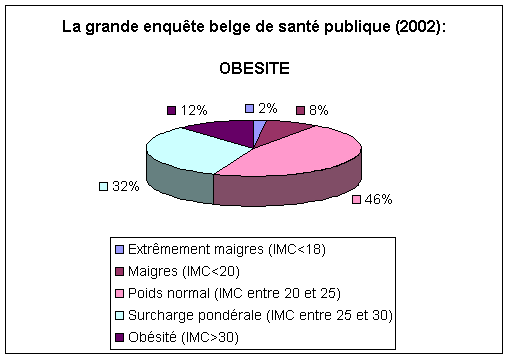 La grande enquête belge de santé publique (2002):
OBESITE
12%
2%
8%
32%
46%
Extrêmement maigres (IMC<18)
Maigres (IMC<20)
Poids normal (IMC entre 20 et 25)
Surcharge pondérale (IMC entre 25 et 30)
Obésité (IMC>30)